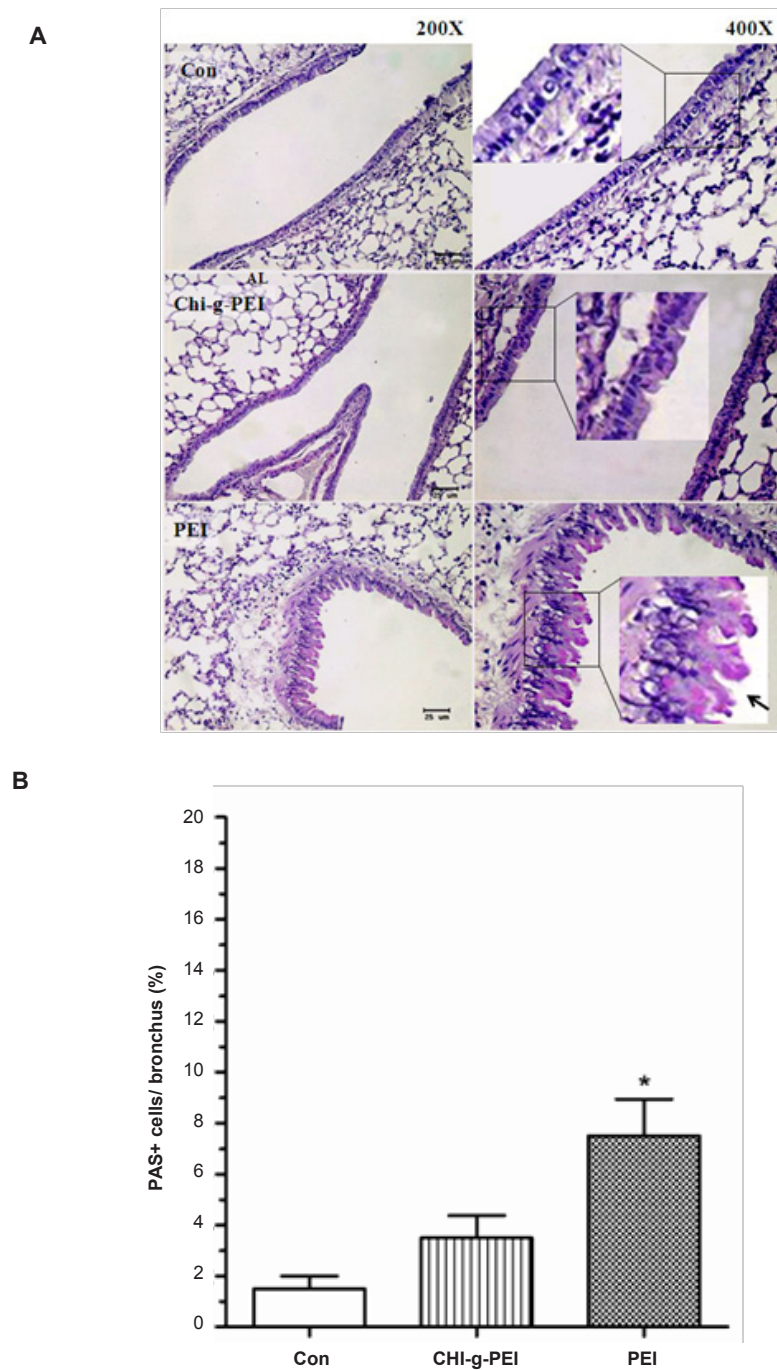 A
200X 400X
Con
AL
Chi-g-PEI
PEI
25 um
B
20
18
16
14
12
10
8
6
4
2
0
PAS+ cells/ bronchus (%)
*
Con CHI-g-PEI PEI